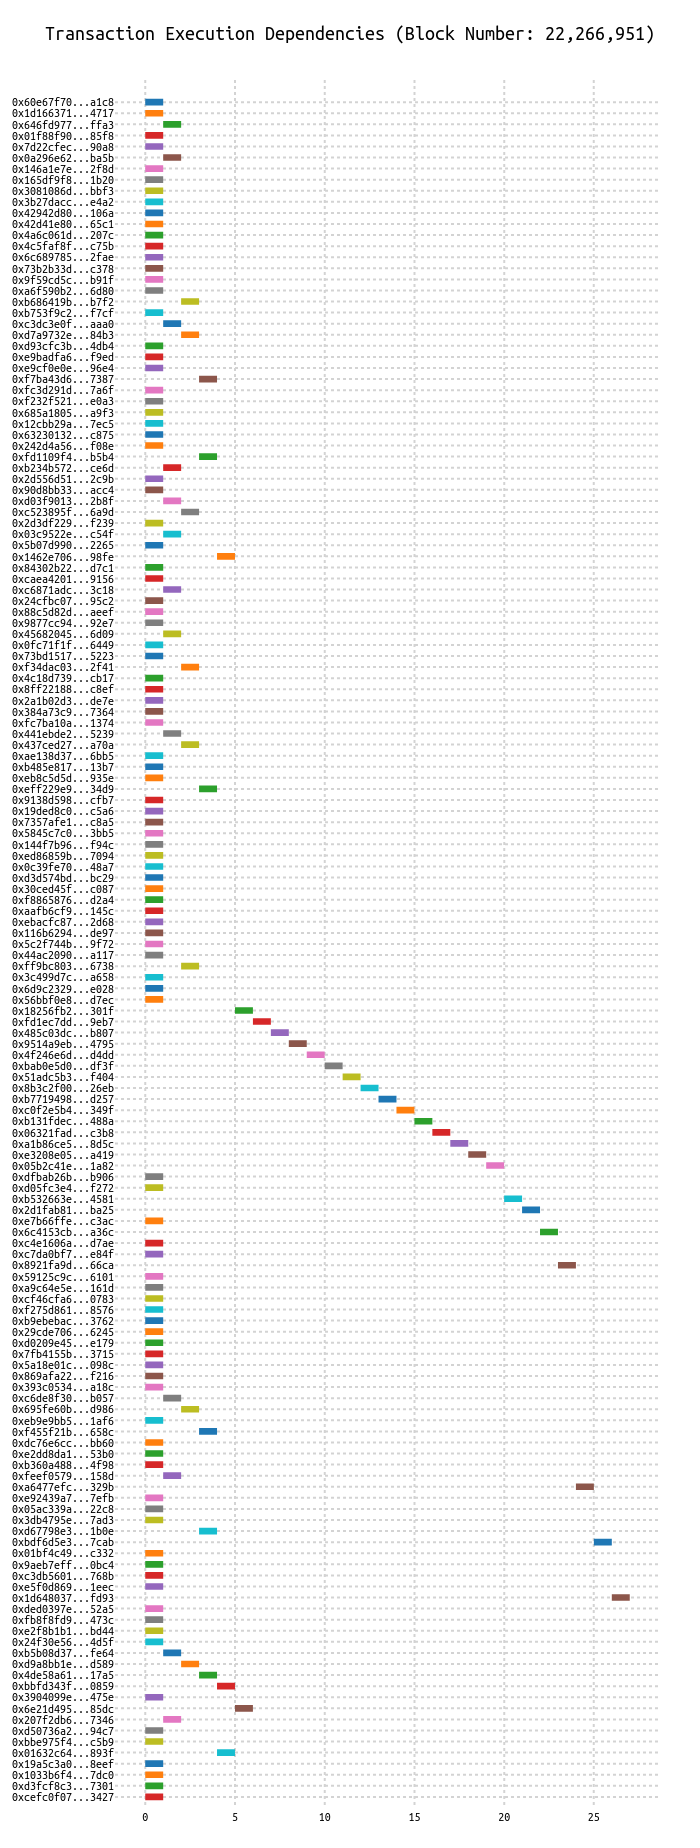 Transaction Execution Dependencies (Block Number: 22,266,951)
0x60e67f70...a1c8
0x1d166371...4717
0x646fd977...ffa3
0x01f88f90...85f8
0x7d22cfec...90a8
0x0a296e62...ba5b
0x146a1e7e...2f8d
0x165df9f8...1b20
0x3081086d...bbf3
0x3b27dacc...e4a2
0x42942d80...106a
0x42d41e80...65c1
0x4a6c061d...207c
0x4c5faf8f...c75b
0x6c689785...2fae
0x73b2b33d...c378
0x9f59cd5c...b91f
0xa6f590b2...6d80
0xb686419b...b7f2
0xb753f9c2...f7cf
0xc3dc3e0f...aaa0
0xd7a9732e...84b3
0xd93cfc3b...4db4
0xe9badfa6...f9ed
0xe9cf0e0e...96e4
0xf7ba43d6...7387
0xfc3d291d...7a6f
0xf232f521...e0a3
0x685a1805...a9f3
0x12cbb29a...7ec5
0x63230132...c875
0x242d4a56...f08e
0xfd1109f4...b5b4
0xb234b572...ce6d
0x2d556d51...2c9b
0x90d8bb33...acc4
0xd03f9013...2b8f
0xc523895f...6a9d
0x2d3df229...f239
0x03c9522e...c54f
0x5b07d990...2265
0x1462e706...98fe
0x84302b22...d7c1
0xcaea4201...9156
0xc6871adc...3c18
0x24cfbc07...95c2
0x88c5d82d...aeef
0x9877cc94...92e7
0x45682045...6d09
0x0fc71f1f...6449
0x73bd1517...5223
0xf34dac03...2f41
0x4c18d739...cb17
0x8ff22188...c8ef
0x2a1b02d3...de7e
0x384a73c9...7364
0xfc7ba10a...1374
0x441ebde2...5239
0x437ced27...a70a
0xae138d37...6bb5
0xb485e817...13b7
0xeb8c5d5d...935e
0xeff229e9...34d9
0x9138d598...cfb7
0x19ded8c0...c5a6
0x7357afe1...c8a5
0x5845c7c0...3bb5
0x144f7b96...f94c
0xed86859b...7094
0x0c39fe70...48a7
0xd3d574bd...bc29
0x30ced45f...c087
0xf8865876...d2a4
0xaafb6cf9...145c
0xebacfc87...2d68
0x116b6294...de97
0x5c2f744b...9f72
0x44ac2090...a117
0xff9bc803...6738
0x3c499d7c...a658
0x6d9c2329...e028
0x56bbf0e8...d7ec
0x18256fb2...301f
0xfd1ec7dd...9eb7
0x485c03dc...b807
0x9514a9eb...4795
0x4f246e6d...d4dd
0xbab0e5d0...df3f
0x51adc5b3...f404
0x8b3c2f00...26eb
0xb7719498...d257
0xc0f2e5b4...349f
0xb131fdec...488a
0x06321fad...c3b8
0xa1b86ce5...8d5c
0xe3208e05...a419
0x05b2c41e...1a82
0xdfbab26b...b906
0xd05fc3e4...f272
0xb532663e...4581
0x2d1fab81...ba25
0xe7b66ffe...c3ac
0x6c4153cb...a36c
0xc4e1606a...d7ae
0xc7da0bf7...e84f
0x8921fa9d...66ca
0x59125c9c...6101
0xa9c64e5e...161d
0xcf46cfa6...0783
0xf275d861...8576
0xb9ebebac...3762
0x29cde706...6245
0xd0209e45...e179
0x7fb4155b...3715
0x5a18e01c...098c
0x869afa22...f216
0x393c0534...a18c
0xc6de8f30...b057
0x695fe60b...d986
0xeb9e9bb5...1af6
0xf455f21b...658c
0xdc76e6cc...bb60
0xe2dd8da1...53b0
0xb360a488...4f98
0xfeef0579...158d
0xa6477efc...329b
0xe92439a7...7efb
0x05ac339a...22c8
0x3db4795e...7ad3
0xd67798e3...1b0e
0xbdf6d5e3...7cab
0x01bf4c49...c332
0x9aeb7eff...0bc4
0xc3db5601...768b
0xe5f0d869...1eec
0x1d648037...fd93
0xded0397e...52a5
0xfb8f8fd9...473c
0xe2f8b1b1...bd44
0x24f30e56...4d5f
0xb5b08d37...fe64
0xd9a8bb1e...d589
0x4de58a61...17a5
0xbbfd343f...0859
0x3904099e...475e
0x6e21d495...85dc
0x207f2db6...7346
0xd50736a2...94c7
0xbbe975f4...c5b9
0x01632c64...893f
0x19a5c3a0...8eef
0x1033b6f4...7dc0
0xd3fcf8c3...7301
0xcefc0f07...3427
0 5 10 15 20 25